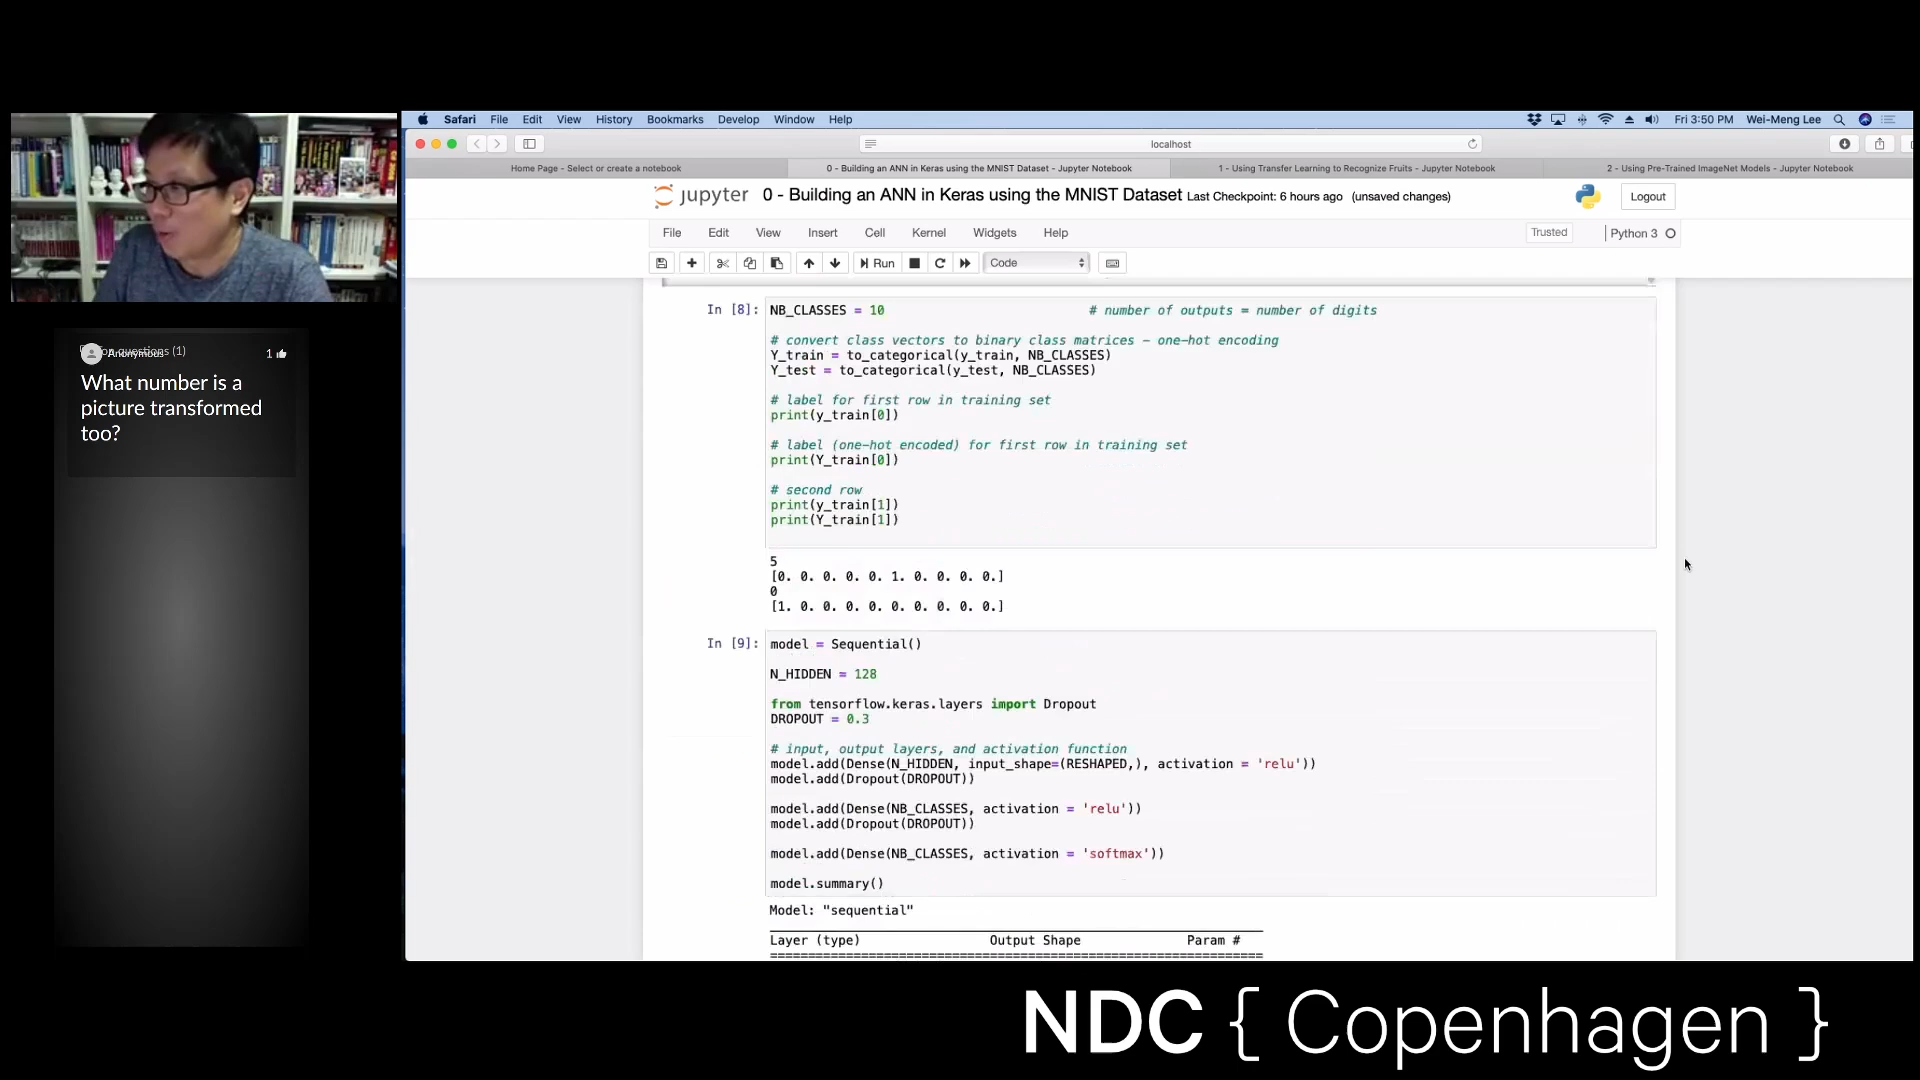 Safari File Edit View History Bookmarks Develop Window Help Fri 3:50 PM Wei-Meng Lee
localhost
Home Page - Select or create a notebook 0 - Building an ANN in Keras using the MNIST Dataset - Jupyter Notebook 1 - Using Transfer Learning to Recognize Fruits - Jupyter Notebook 2 - Using Pre-Trained ImageNet Models - Jupyter Notebook
jupyter 0 - Building an ANN in Keras using the MNIST Dataset Last Checkpoint: 6 hours ago (unsaved changes) Logout
File Edit View Insert Cell Kernel Widgets Help Trusted Python 3
Run Code
questions (1)
Anonymous 1
What number is a
picture transformed
too?
In [8]: NB_CLASSES = 10 # number of outputs = number of digits
# convert class vectors to binary class matrices - one-hot encoding
Y_train = to_categorical(y_train, NB_CLASSES)
Y_test = to_categorical(y_test, NB_CLASSES)
# label for first row in training set
print(y_train[0])
# label (one-hot encoded) for first row in training set
print(Y_train[0])
# second row
print(y_train[1])
print(Y_train[1])
5
[0. 0. 0. 0. 0. 1. 0. 0. 0. 0.]
0
[1. 0. 0. 0. 0. 0. 0. 0. 0. 0.]
In [9]: model = Sequential()
N_HIDDEN = 128
from tensorflow.keras.layers import Dropout
DROPOUT = 0.3
# input, output layers, and activation function
model.add(Dense(N_HIDDEN, input_shape=(RESHAPED,), activation = 'relu'))
model.add(Dropout(DROPOUT))
model.add(Dense(NB_CLASSES, activation = 'relu'))
model.add(Dropout(DROPOUT))
model.add(Dense(NB_CLASSES, activation = 'softmax'))
model.summary()
Model: "sequential"
Layer (type) Output Shape Param #
NDC { Copenhagen }